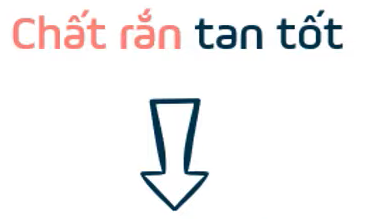 Chất rắn tan tốt